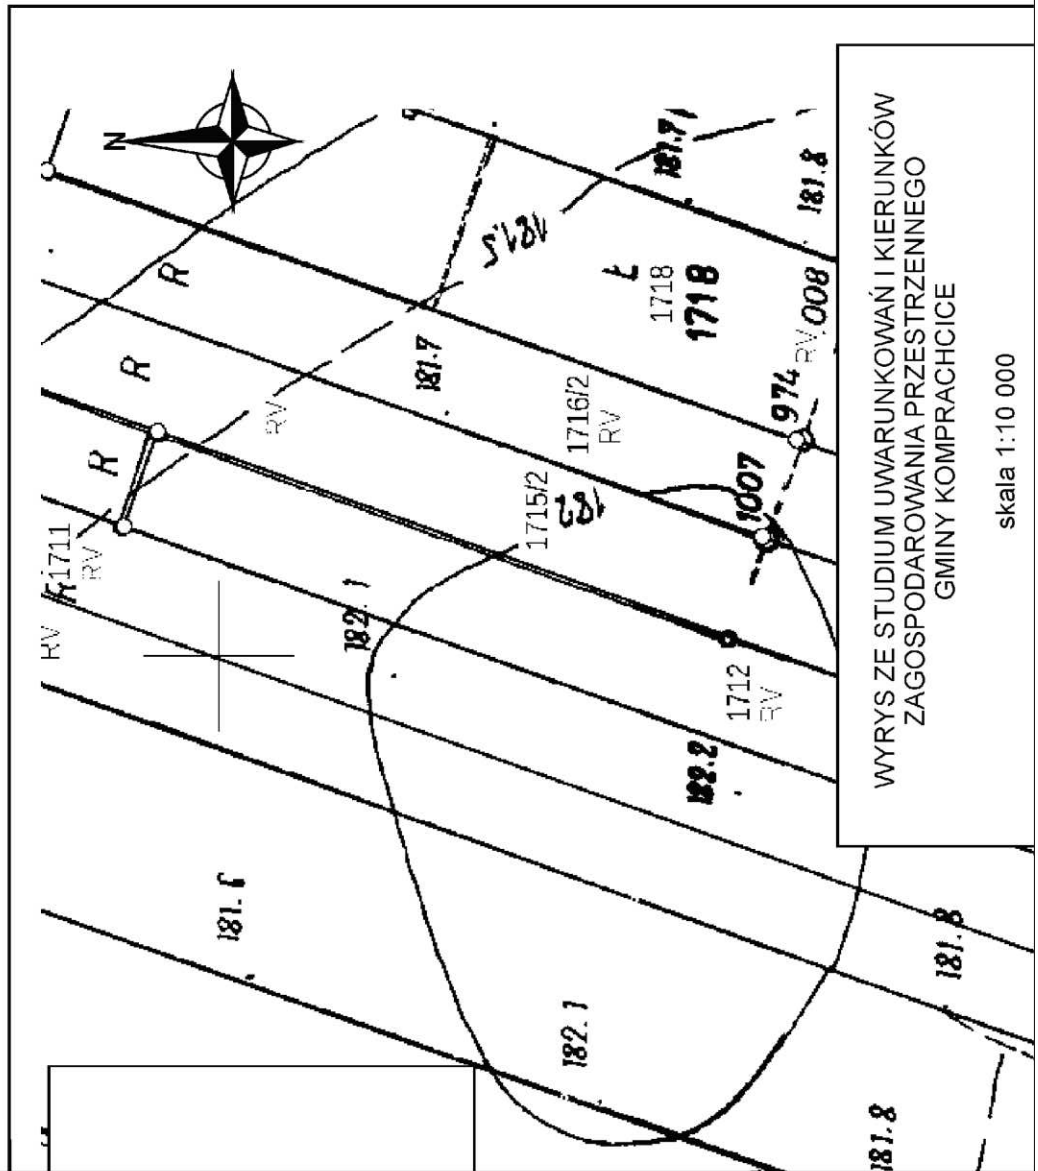 N
R
R
R
R
1711
RV
RV
RV
181.5
181.7
181.7
181.8
Ł
1718
1718
RV
800
974
1716/2
RV
1715/2
182
1007
182.1
1712
RV
182.2
181.8
182.1
181.8
WYRYS ZE STUDIUM UWARUNKOWAŃ I KIERUNKÓW
ZAGOSPODAROWANIA PRZESTRZENNEGO
GMINY KOMPRACHCICE
skala 1:10 000